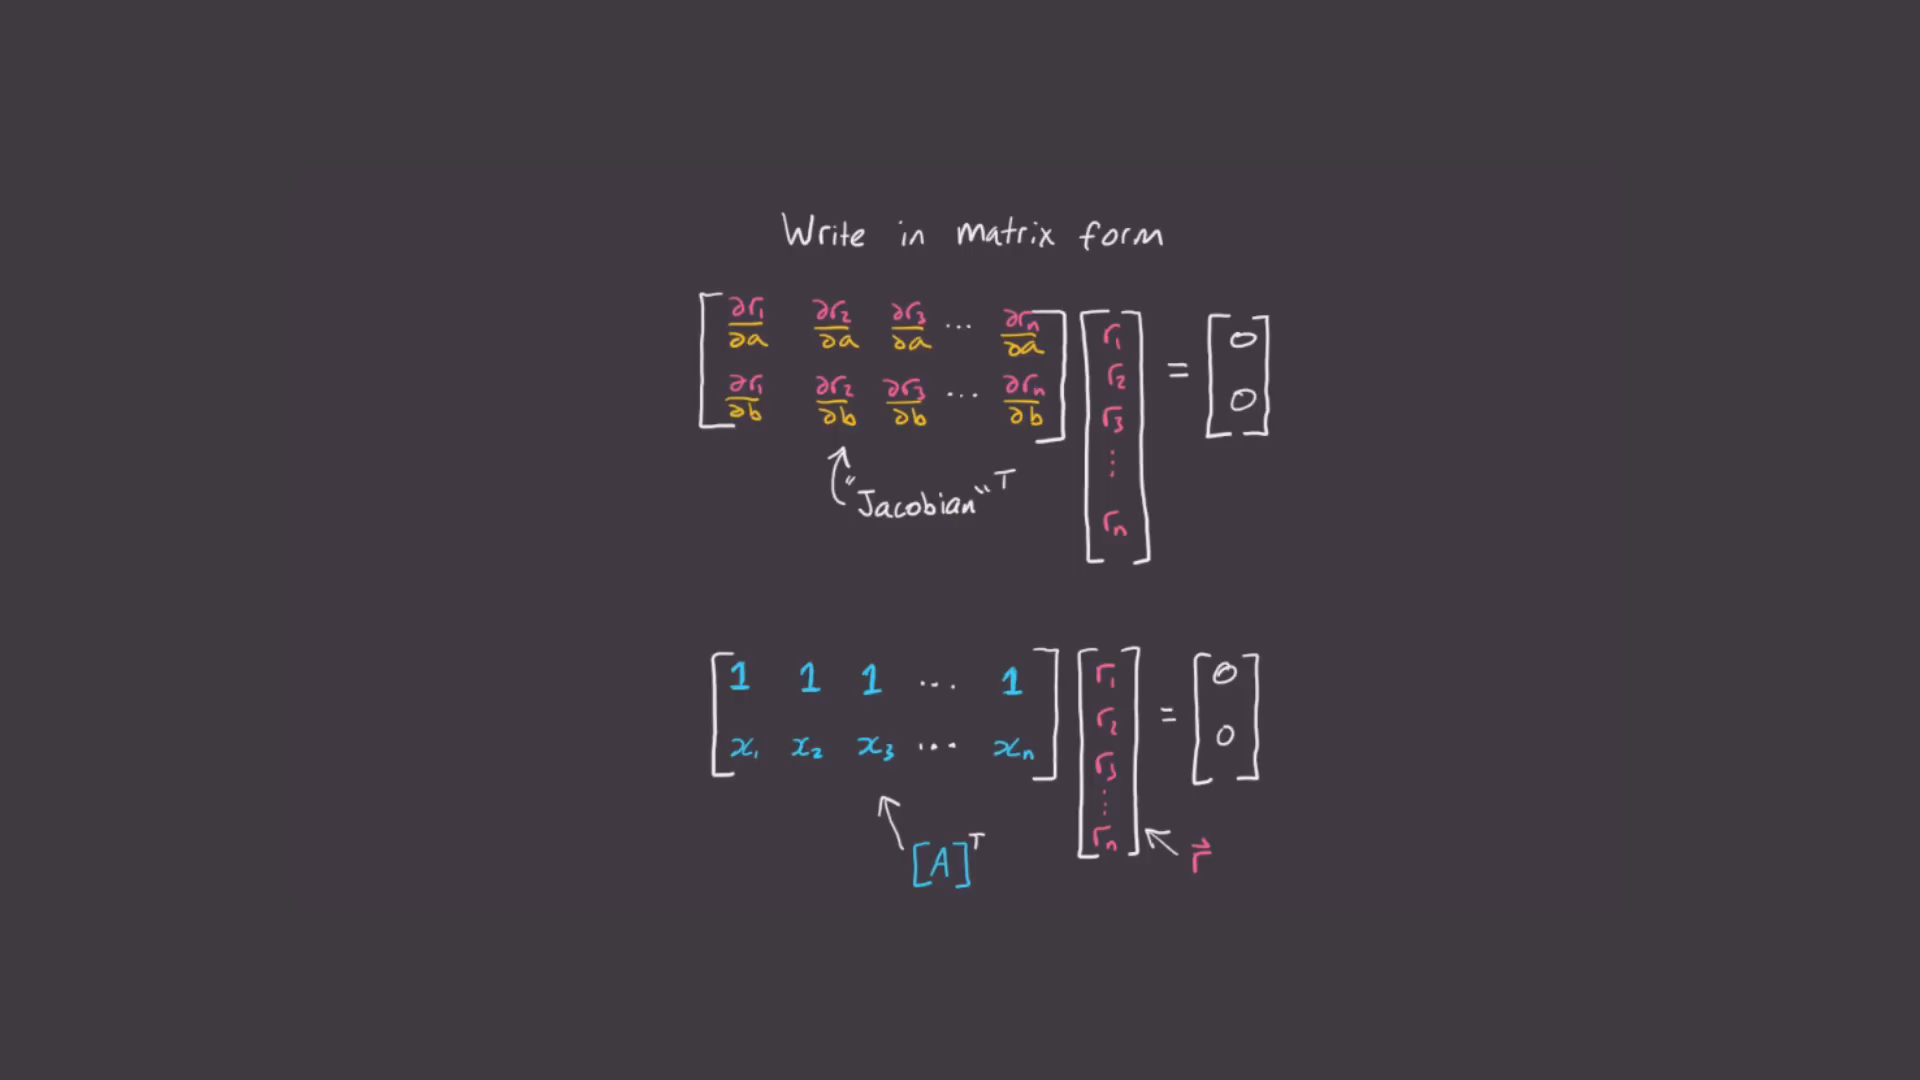 Write in matrix form
[∂r₁/∂a ∂r₂/∂a ∂r₃/∂a ... ∂rₙ/∂a] [r₁ = [0
[∂r₁/∂b ∂r₂/∂b ∂r₃/∂b ... ∂rₙ/∂b] r₂ 0]
r₃
⋮
"Jacobian"ᵀ
rₙ]
[1 1 1 ... 1] [r₁ = [0
[x₁ x₂ x₃ ... xₙ] r₂ 0]
r₃
⋮
rₙ]
[A]ᵀ r⃗